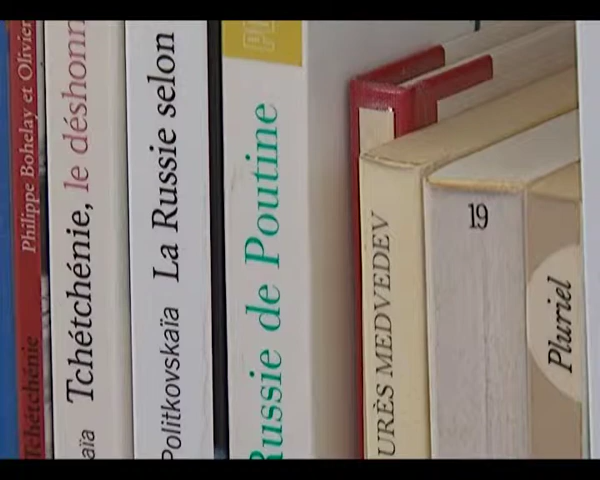 Tchétchénie Philippe Bohelay et Olivier
aïa Tchétchénie, le déshonn
Politkovskaïa La Russie selon
Russie de Poutine
URÈS MEDVEDEV
19
Pluriel